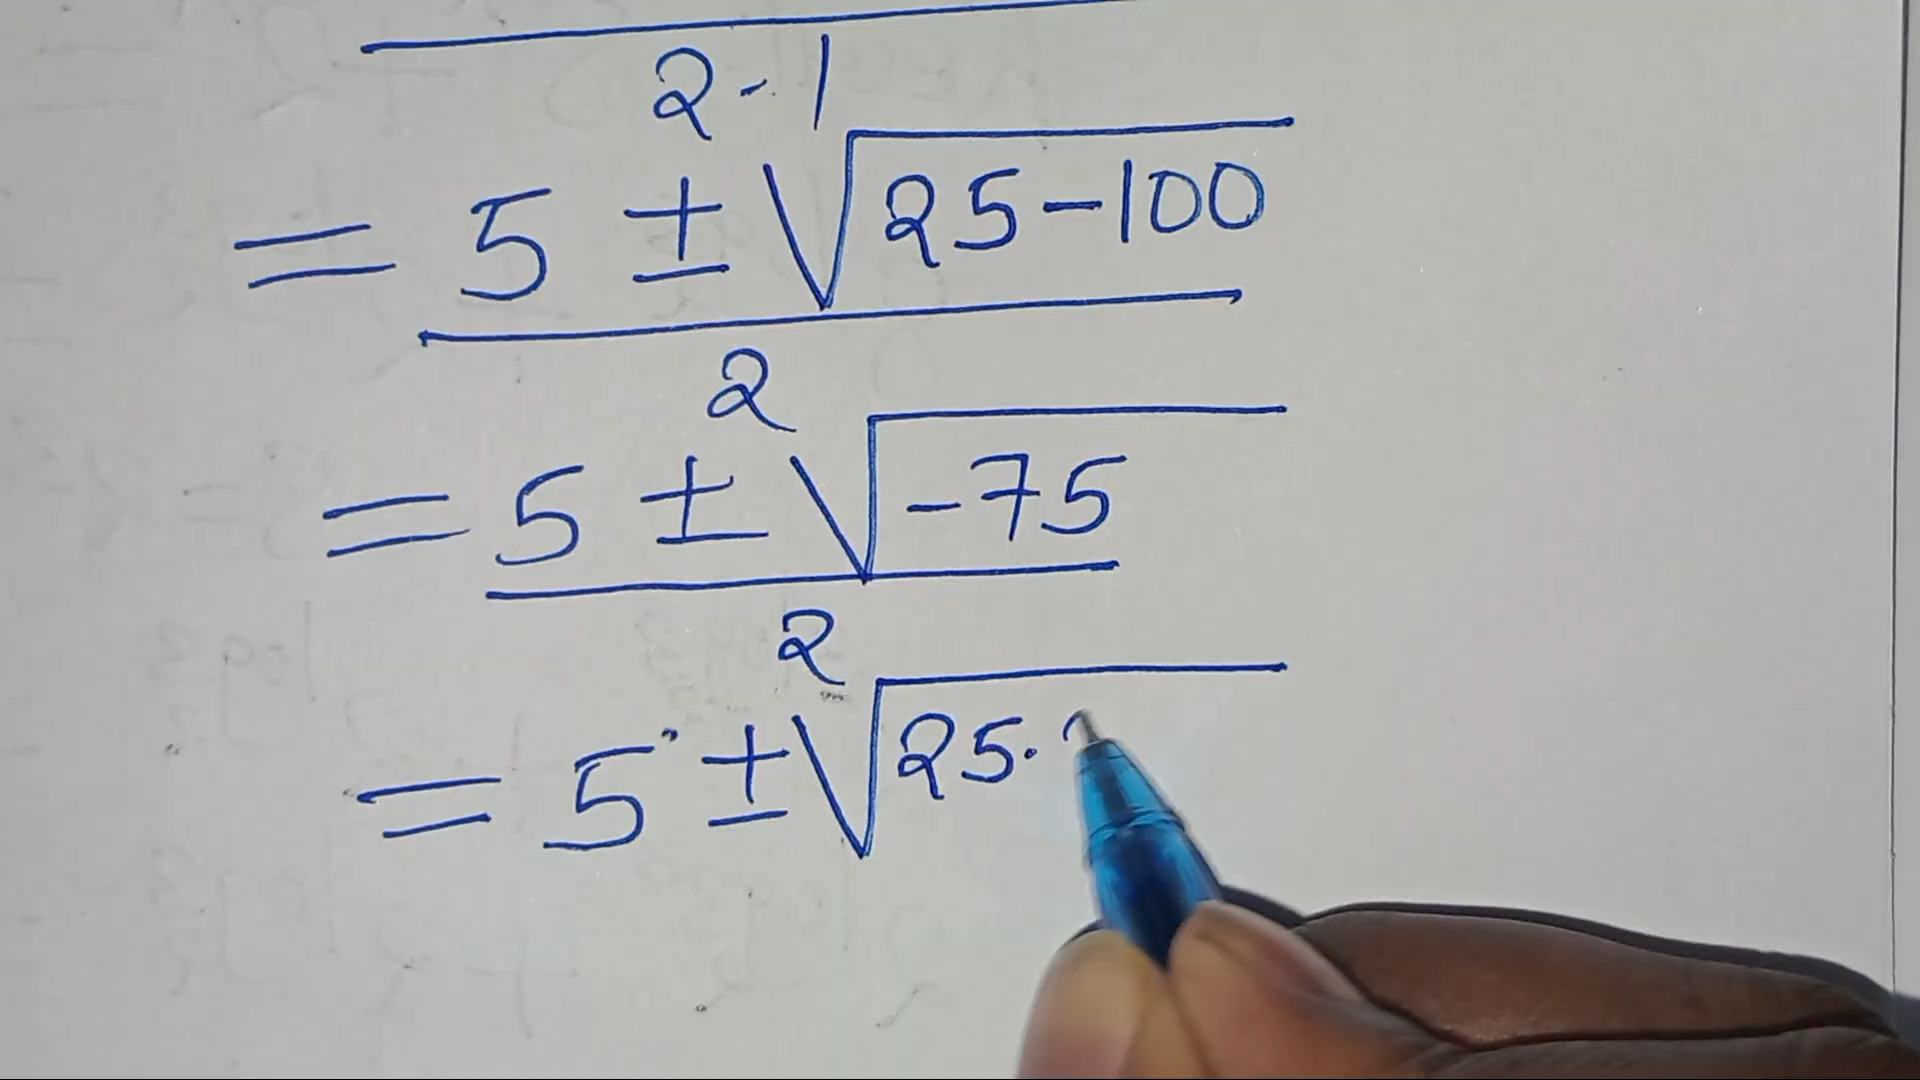 2·1
= 5 ± √25-100
2
= 5 ± √-75
2
= 5 ± √25·